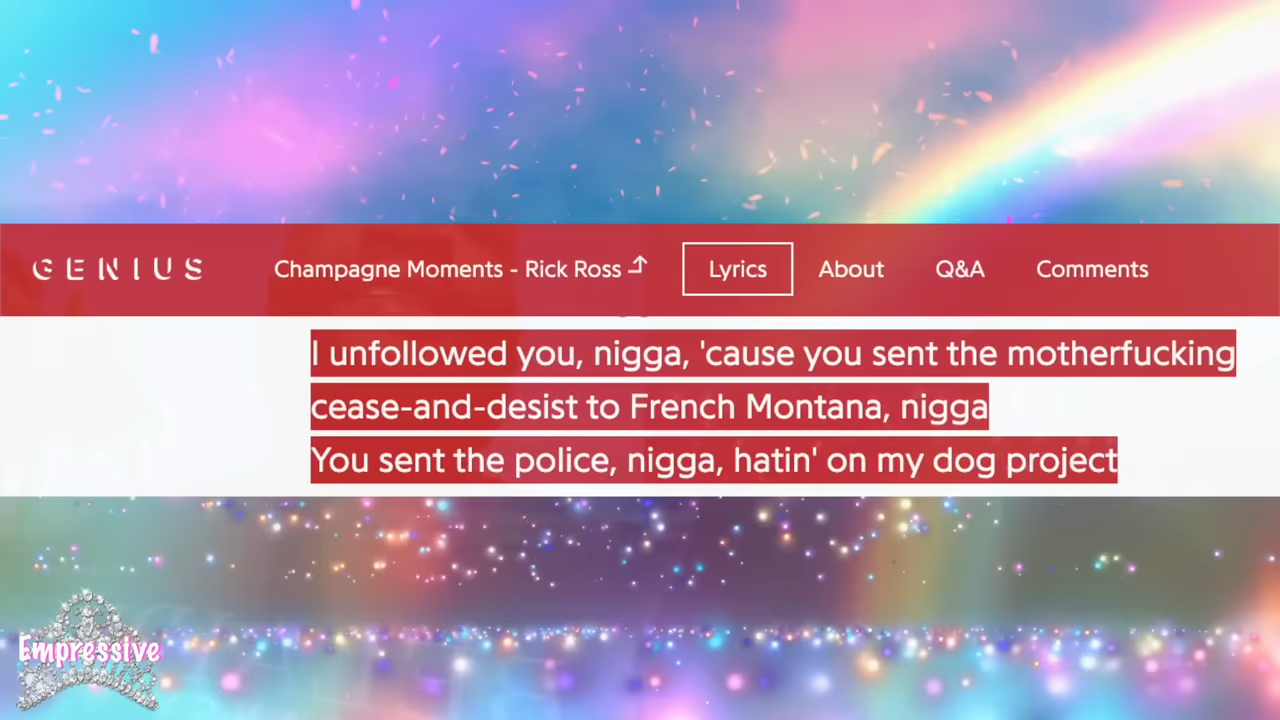 GENIUS Champagne Moments - Rick Ross Lyrics About Q&A Comments
I unfollowed you, nigga, 'cause you sent the motherfucking
cease-and-desist to French Montana, nigga
You sent the police, nigga, hatin' on my dog project
Empressive